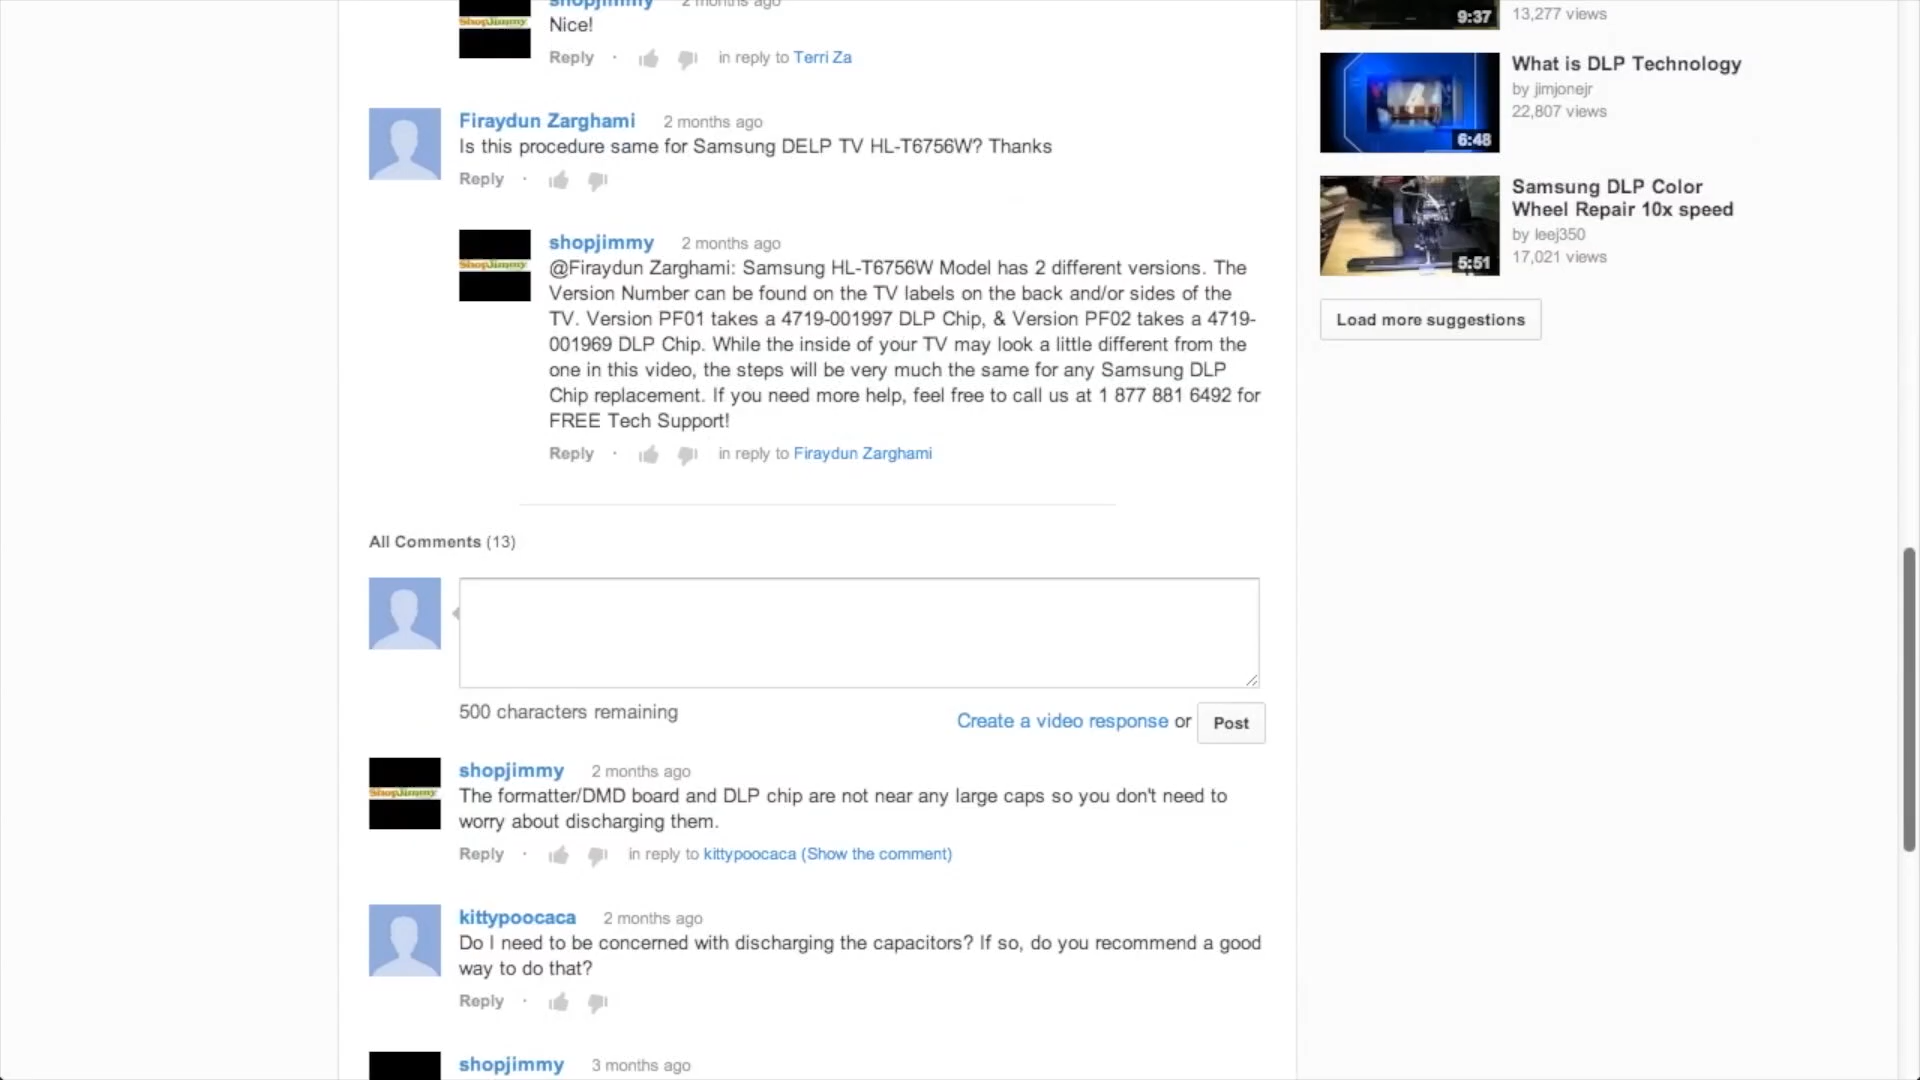 shopjimmy 2 months ago
ShopJimmy
Nice!
Reply · in reply to Terri Za
Firaydun Zarghami 2 months ago
Is this procedure same for Samsung DELP TV HL-T6756W? Thanks
Reply ·
shopjimmy 2 months ago
ShopJimmy
@Firaydun Zarghami: Samsung HL-T6756W Model has 2 different versions. The
Version Number can be found on the TV labels on the back and/or sides of the
TV. Version PF01 takes a 4719-001997 DLP Chip, & Version PF02 takes a 4719-
001969 DLP Chip. While the inside of your TV may look a little different from the
one in this video, the steps will be very much the same for any Samsung DLP
Chip replacement. If you need more help, feel free to call us at 1 877 881 6492 for
FREE Tech Support!
Reply · in reply to Firaydun Zarghami
All Comments (13)
500 characters remaining
Create a video response or Post
shopjimmy 2 months ago
ShopJimmy
The formatter/DMD board and DLP chip are not near any large caps so you don't need to
worry about discharging them.
Reply · in reply to kittypoocaca (Show the comment)
kittypoocaca 2 months ago
Do I need to be concerned with discharging the capacitors? If so, do you recommend a good
way to do that?
Reply ·
shopjimmy 3 months ago
9:37
13,277 views
What is DLP Technology
by jimjonejr
22,807 views
6:48
Samsung DLP Color
Wheel Repair 10x speed
by leej350
17,021 views
5:51
Load more suggestions